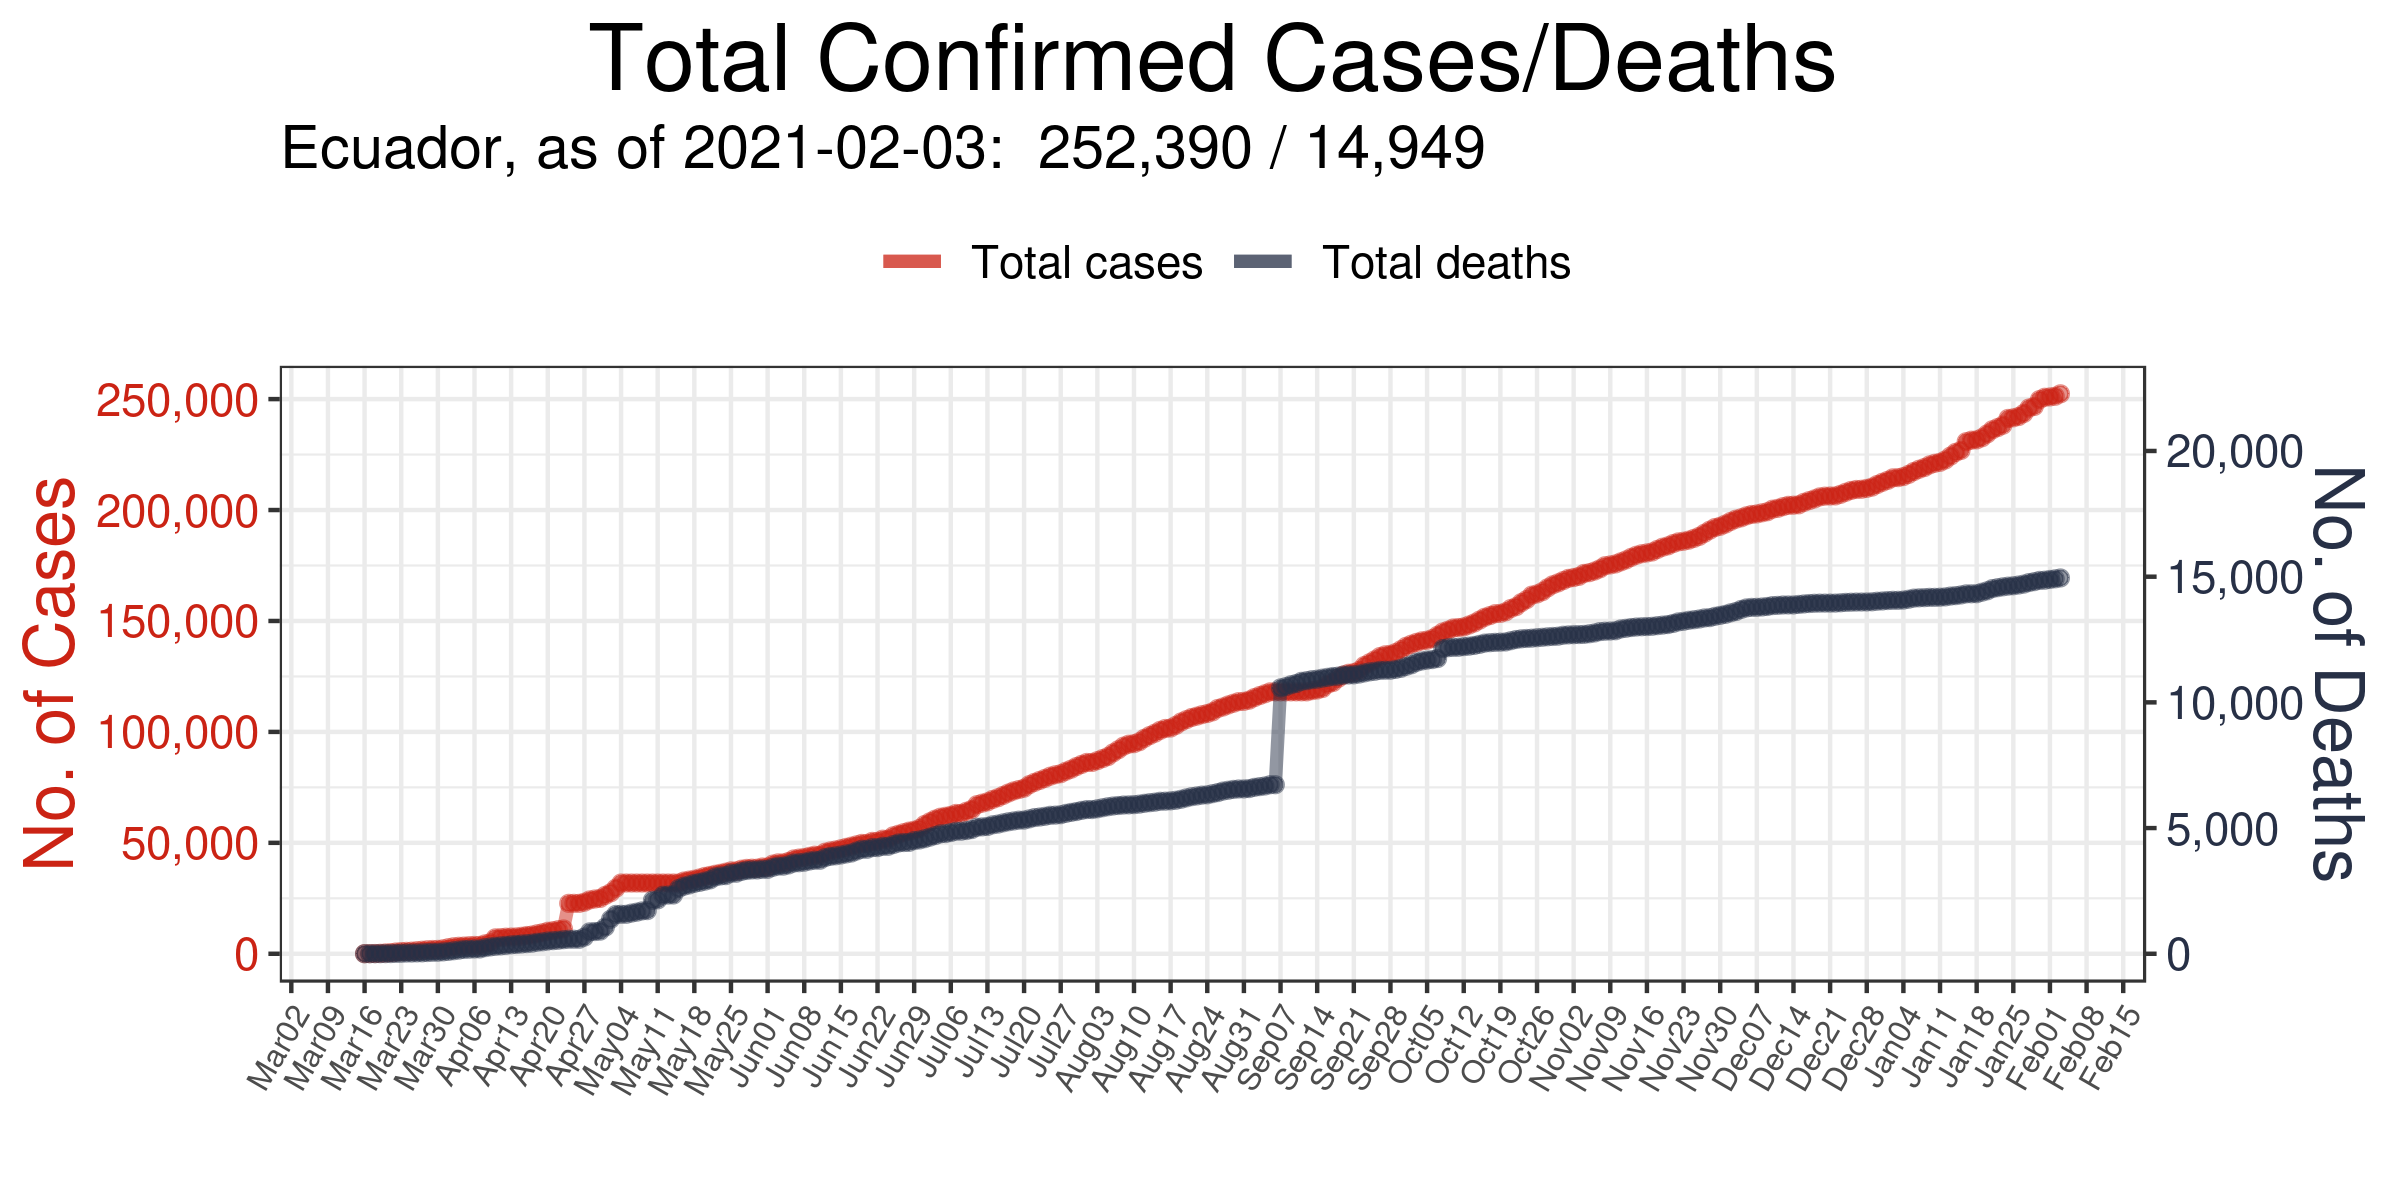 Total Confirmed Cases/Deaths
Ecuador, as of 2021-02-03:  252,390 / 14,949
Total cases
Total deaths
No. of Cases
250,000
200,000
150,000
100,000
50,000
0
20,000
15,000
10,000
5,000
0
No. of Deaths
Mar02
Mar09
Mar16
Mar23
Mar30
Apr06
Apr13
Apr20
Apr27
May04
May11
May18
May25
Jun01
Jun08
Jun15
Jun22
Jun29
Jul06
Jul13
Jul20
Jul27
Aug03
Aug10
Aug17
Aug24
Aug31
Sep07
Sep14
Sep21
Sep28
Oct05
Oct12
Oct19
Oct26
Nov02
Nov09
Nov16
Nov23
Nov30
Dec07
Dec14
Dec21
Dec28
Jan04
Jan11
Jan18
Jan25
Feb01
Feb08
Feb15